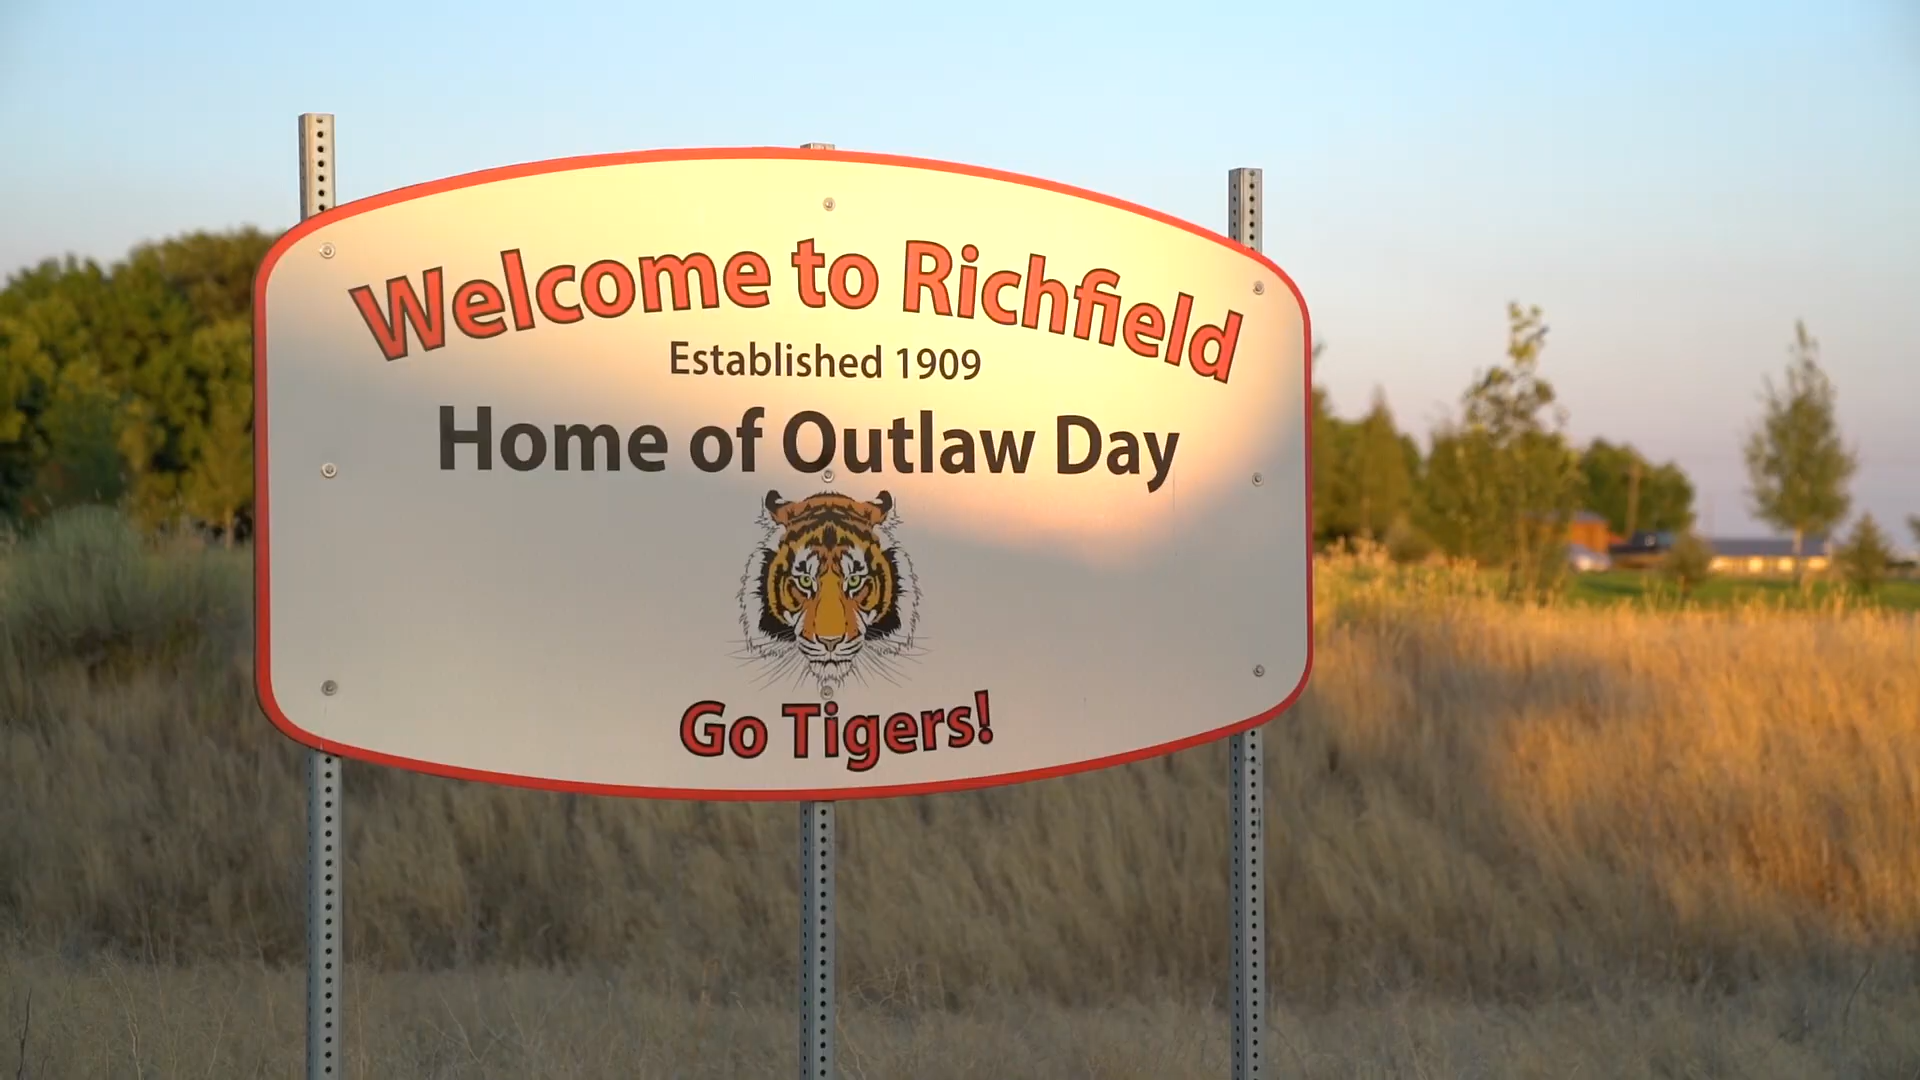 Welcome to Richfield
Established 1909
Home of Outlaw Day
Go Tigers!